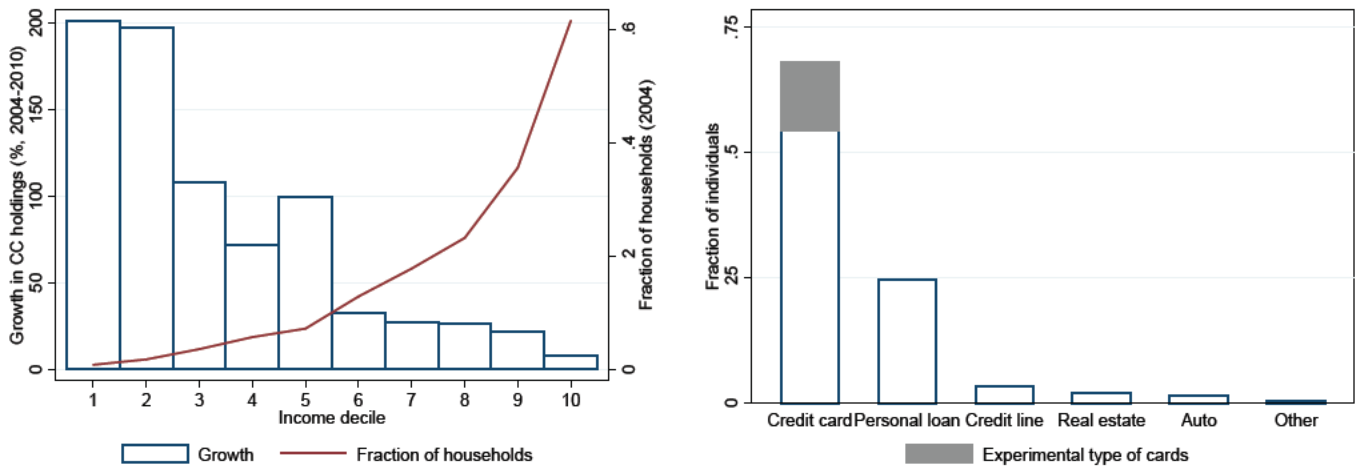 Growth in CC holdings (%, 2004-2010)
200
150
100
50
0
Fraction of households (2004)
.6
.4
2
0
1 2 3 4 5 6 7 8 9 10
Income decile
Growth Fraction of households
Fraction of individuals
.75
.5
.25
0
Credit card Personal loan Credit line Real estate Auto Other
Experimental type of cards